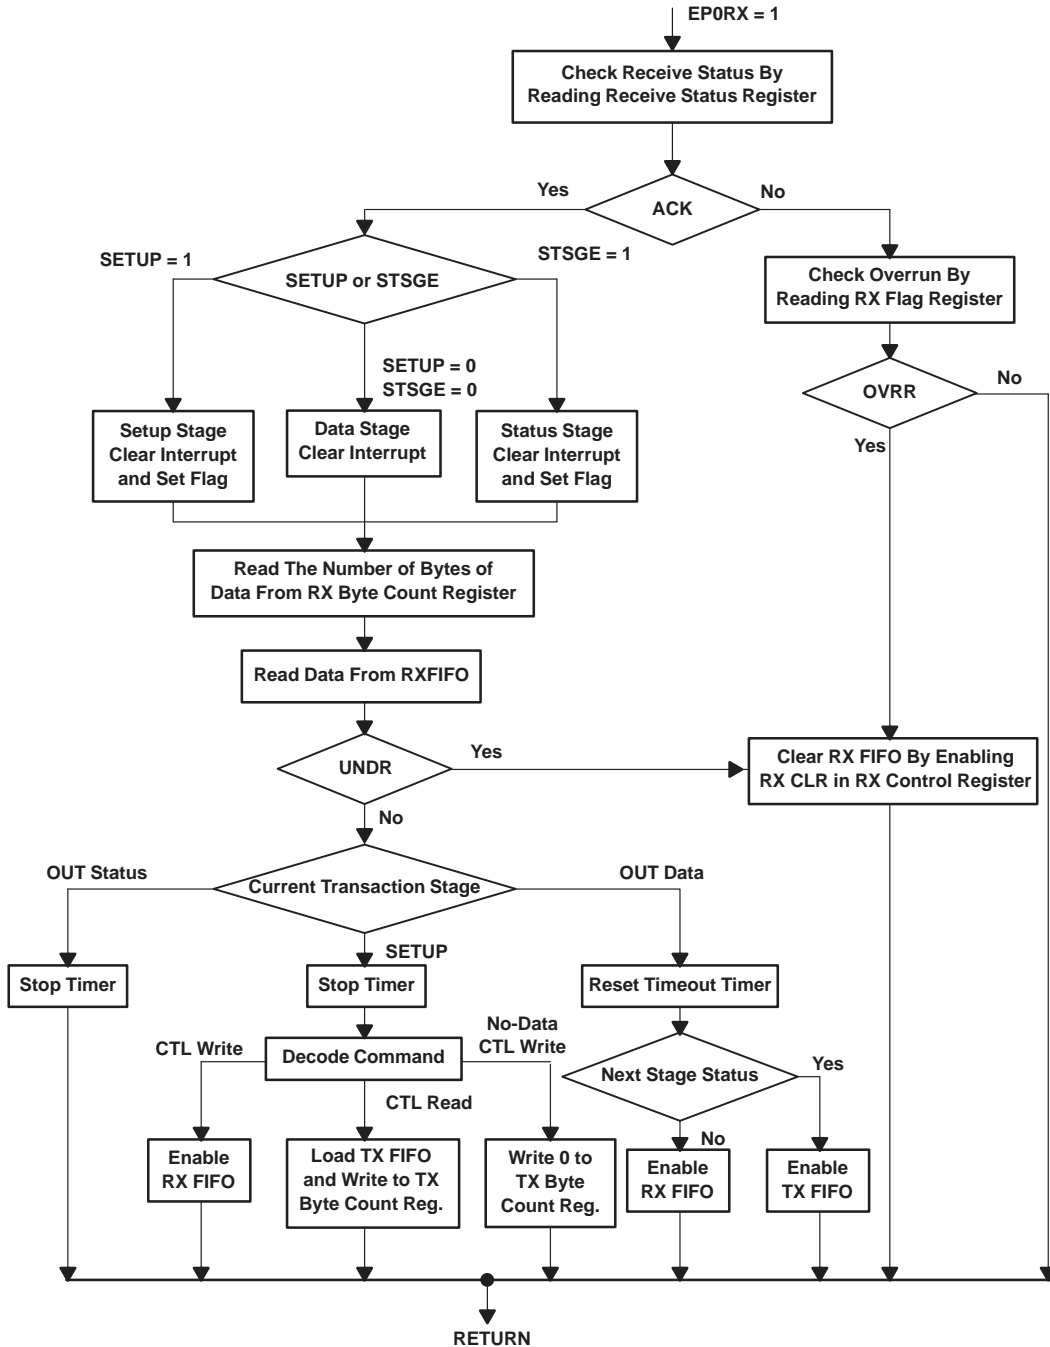 EP0RX = 1
Check Receive Status By
Reading Receive Status Register
Yes
No
ACK
SETUP = 1
STSGE = 1
SETUP or STSGE
Check Overrun By
Reading RX Flag Register
SETUP = 0
STSGE = 0
No
OVRR
Yes
Setup Stage
Clear Interrupt
and Set Flag
Data Stage
Clear Interrupt
Status Stage
Clear Interrupt
and Set Flag
Read The Number of Bytes of
Data From RX Byte Count Register
Read Data From RXFIFO
UNDR
Yes
Clear RX FIFO By Enabling
RX CLR in RX Control Register
No
OUT Status
Current Transaction Stage
OUT Data
SETUP
Stop Timer
Stop Timer
Reset Timeout Timer
CTL Write
Decode Command
No-Data
CTL Write
Next Stage Status
Yes
CTL Read
No
Enable
RX FIFO
Load TX FIFO
and Write to TX
Byte Count Reg.
Write 0 to
TX Byte
Count Reg.
Enable
RX FIFO
Enable
TX FIFO
RETURN